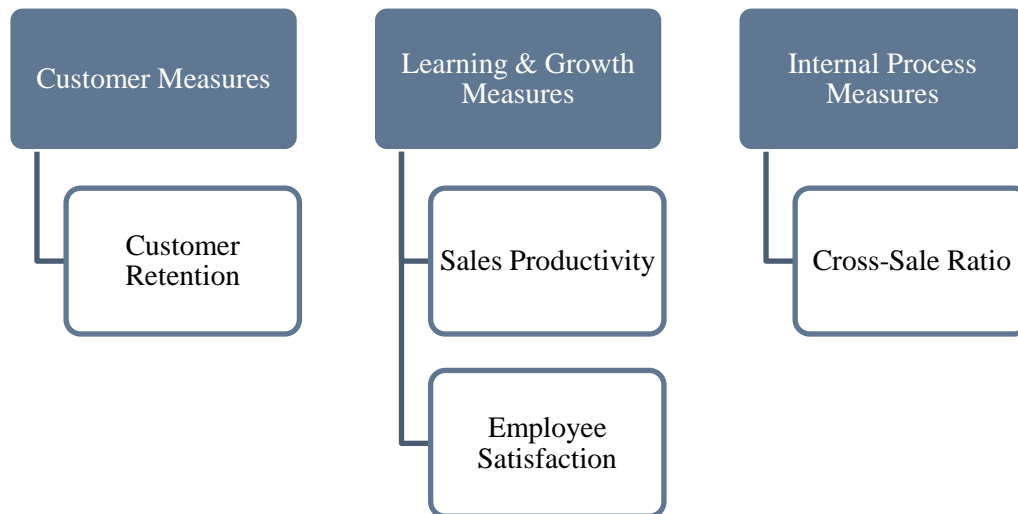 Customer Measures
Customer
Retention
Learning & Growth
Measures
Sales Productivity
Employee
Satisfaction
Internal Process
Measures
Cross-Sale Ratio